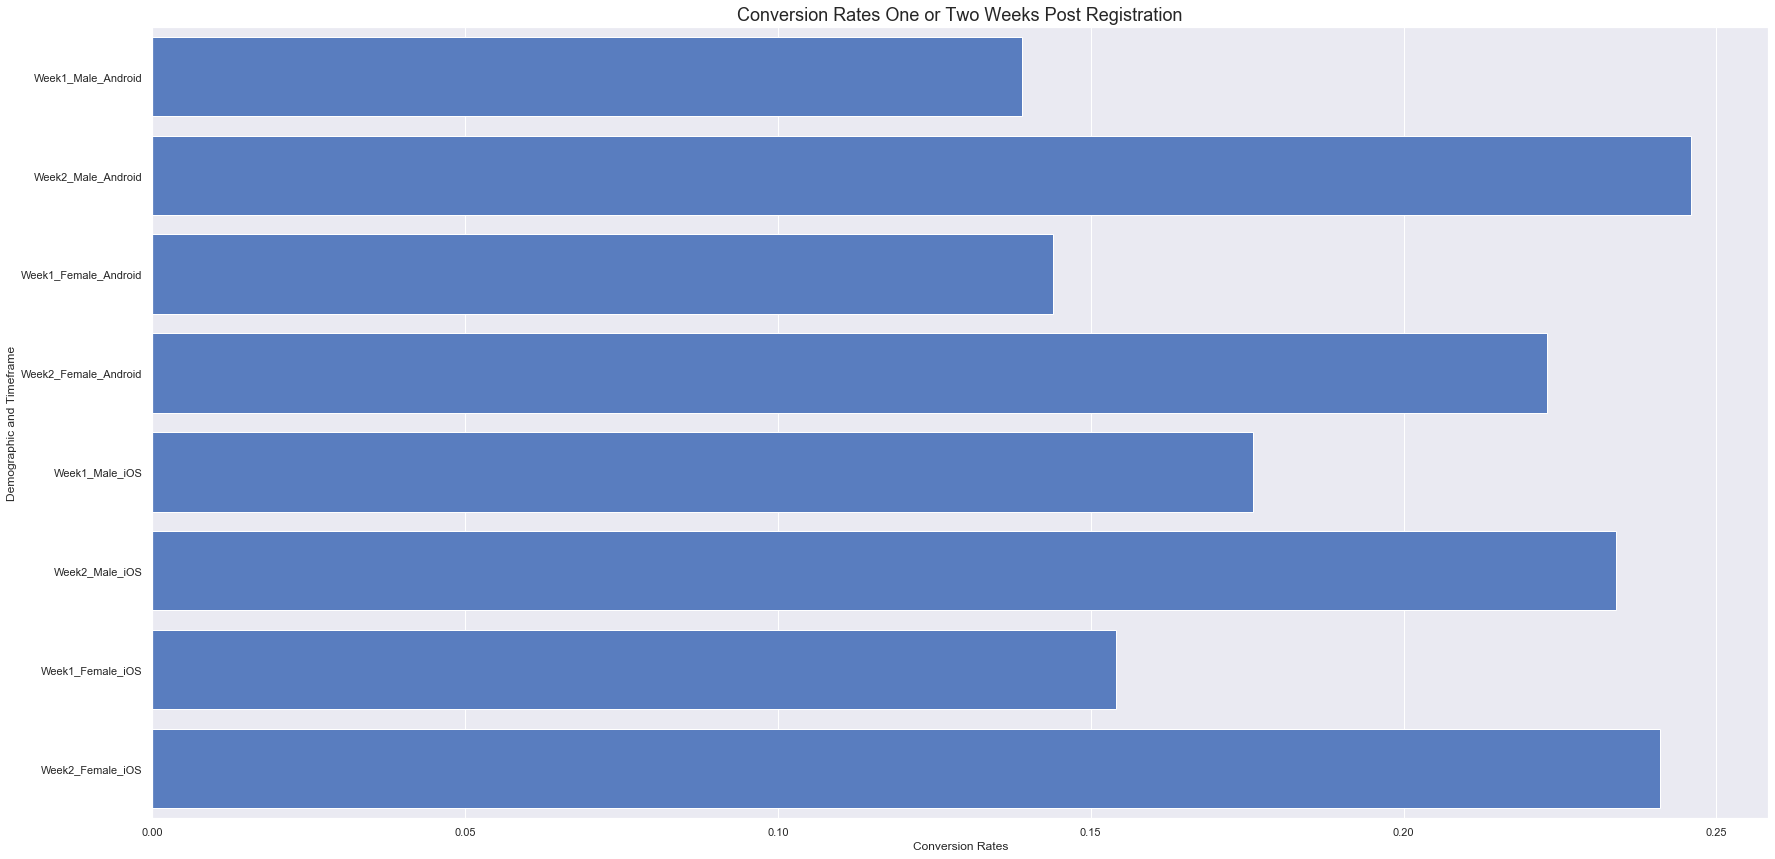 Conversion Rates One or Two Weeks Post Registration
Week1_Male_Android
Week2_Male_Android
Week1_Female_Android
Week2_Female_Android
Week1_Male_iOS
Week2_Male_iOS
Week1_Female_iOS
Week2_Female_iOS
Demographic and Timeframe
0.00 0.05 0.10 0.15 0.20 0.25
Conversion Rates